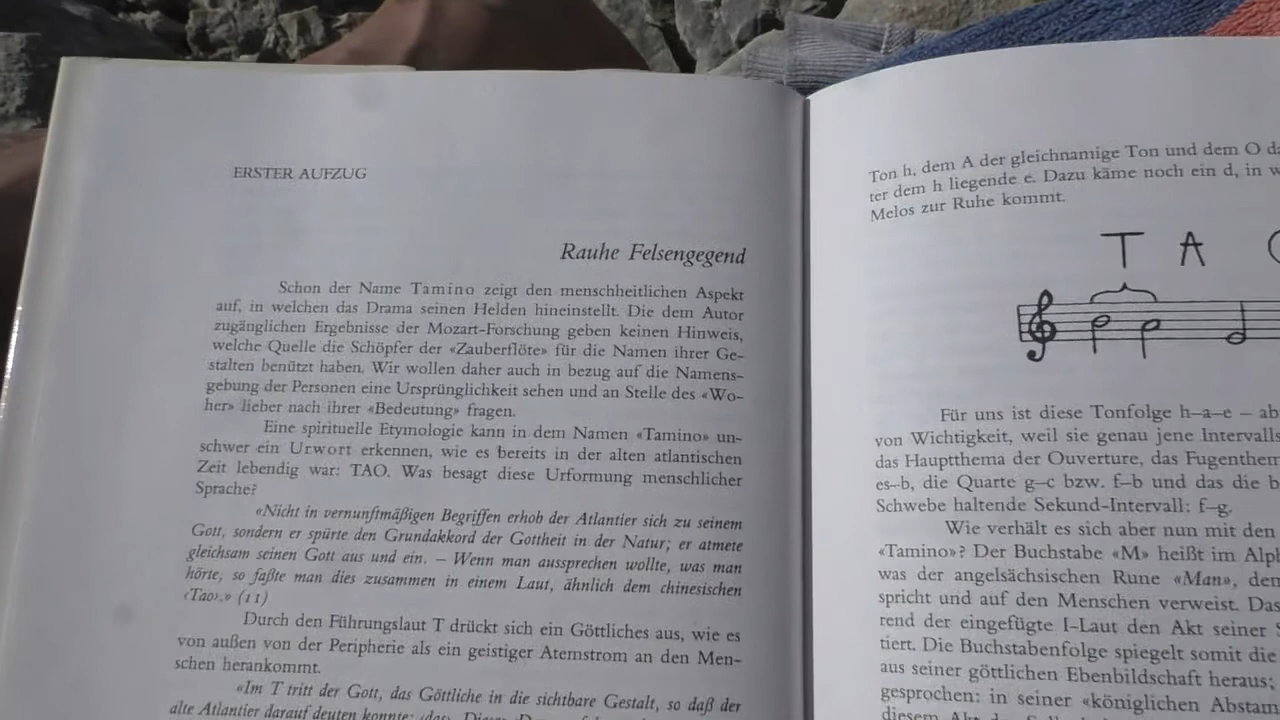 ERSTER AUFZUG
Rauhe Felsengegend
Schon der Name Tamino zeigt den menschheitlichen Aspekt
auf, in welchen das Drama seinen Helden hineinstellt. Die dem Autor
zugänglichen Ergebnisse der Mozart-Forschung geben keinen Hinweis,
welche Quelle die Schöpfer der «Zauberflöte» für die Namen ihrer Ge-
stalten benützt haben. Wir wollen daher auch in bezug auf die Namens-
gebung der Personen eine Ursprünglichkeit sehen und an Stelle des «Wo-
her» lieber nach ihrer «Bedeutung» fragen.
Eine spirituelle Etymologie kann in dem Namen «Tamino» un-
schwer ein Urwort erkennen, wie es bereits in der alten atlantischen
Zeit lebendig war: TAO. Was besagt diese Urformung menschlicher
Sprache?
«Nicht in vernunftmäßigen Begriffen erhob der Atlantier sich zu seinem
Gott, sondern er spürte den Grundakkord der Gottheit in der Natur; er atmete
gleichsam seinen Gott aus und ein. – Wenn man aussprechen wollte, was man
hörte, so faßte man dies zusammen in einem Laut, ähnlich dem chinesischen
‹Tao›.» (11)
Durch den Führungslaut T drückt sich ein Göttliches aus, wie es
von außen von der Peripherie als ein geistiger Atemstrom an den Men-
schen herankommt.
«Im T tritt der Gott, das Göttliche in die sichtbare Gestalt, so daß der
alte Atlantier darauf deuten konnte: ‹das›
Ton h, dem A der gleichnamige Ton und dem O
ter dem h liegende e. Dazu käme noch ein d, in
Melos zur Ruhe kommt.
T A
Für uns ist diese Tonfolge h–a–e –
von Wichtigkeit, weil sie genau jene
das Hauptthema der Ouverture, das
es–b, die Quarte g–c bzw. f–b und das die
Schwebe haltende Sekund-Intervall: f–g.
Wie verhält es sich aber nun mit den
«Tamino»? Der Buchstabe «M» heißt im
was der angelsächsischen Rune «Man»,
spricht und auf den Menschen verweist. Das
rend der eingefügte I-Laut den Akt seiner
tiert. Die Buchstabenfolge spiegelt somit die
aus seiner göttlichen Ebenbildschaft heraus;
gesprochen: in seiner «königlichen
diesem Akt